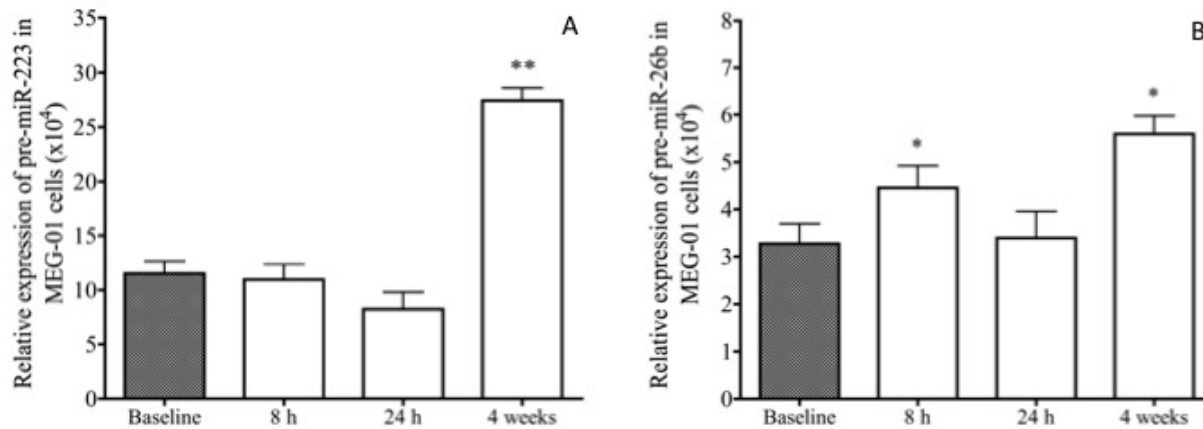 Relative expression of pre-miR-223 in
MEG-01 cells (x10⁴)
35
30
25
20
15
10
5
0
A
**
Baseline 8 h 24 h 4 weeks
Relative expression of pre-miR-26b in
MEG-01 cells (x10⁴)
8
7
6
5
4
3
2
1
0
B
*
*
Baseline 8 h 24 h 4 weeks